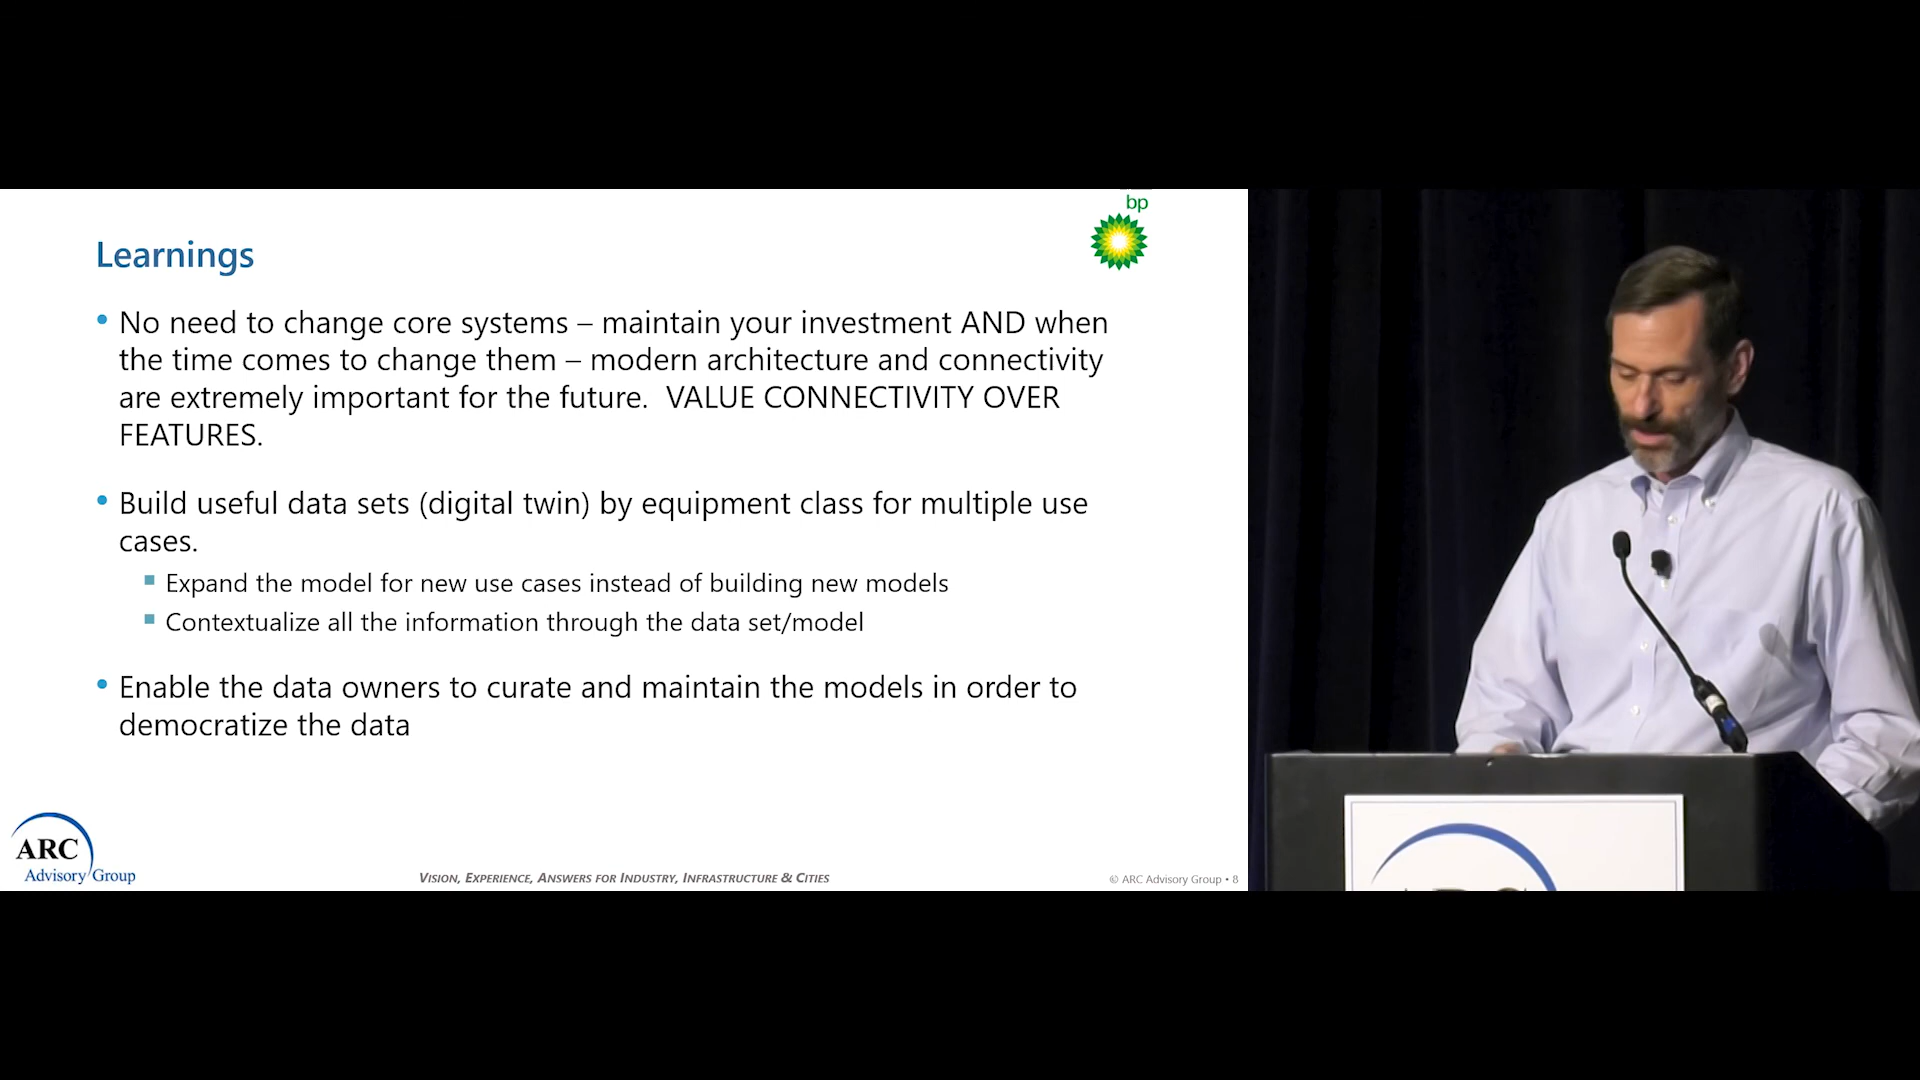 bp
Learnings
• No need to change core systems – maintain your investment AND when
the time comes to change them – modern architecture and connectivity
are extremely important for the future.  VALUE CONNECTIVITY OVER
FEATURES.
• Build useful data sets (digital twin) by equipment class for multiple use
cases.
▪ Expand the model for new use cases instead of building new models
▪ Contextualize all the information through the data set/model
• Enable the data owners to curate and maintain the models in order to
democratize the data
ARC
Advisory Group
VISION, EXPERIENCE, ANSWERS FOR INDUSTRY, INFRASTRUCTURE & CITIES
© ARC Advisory Group • 8